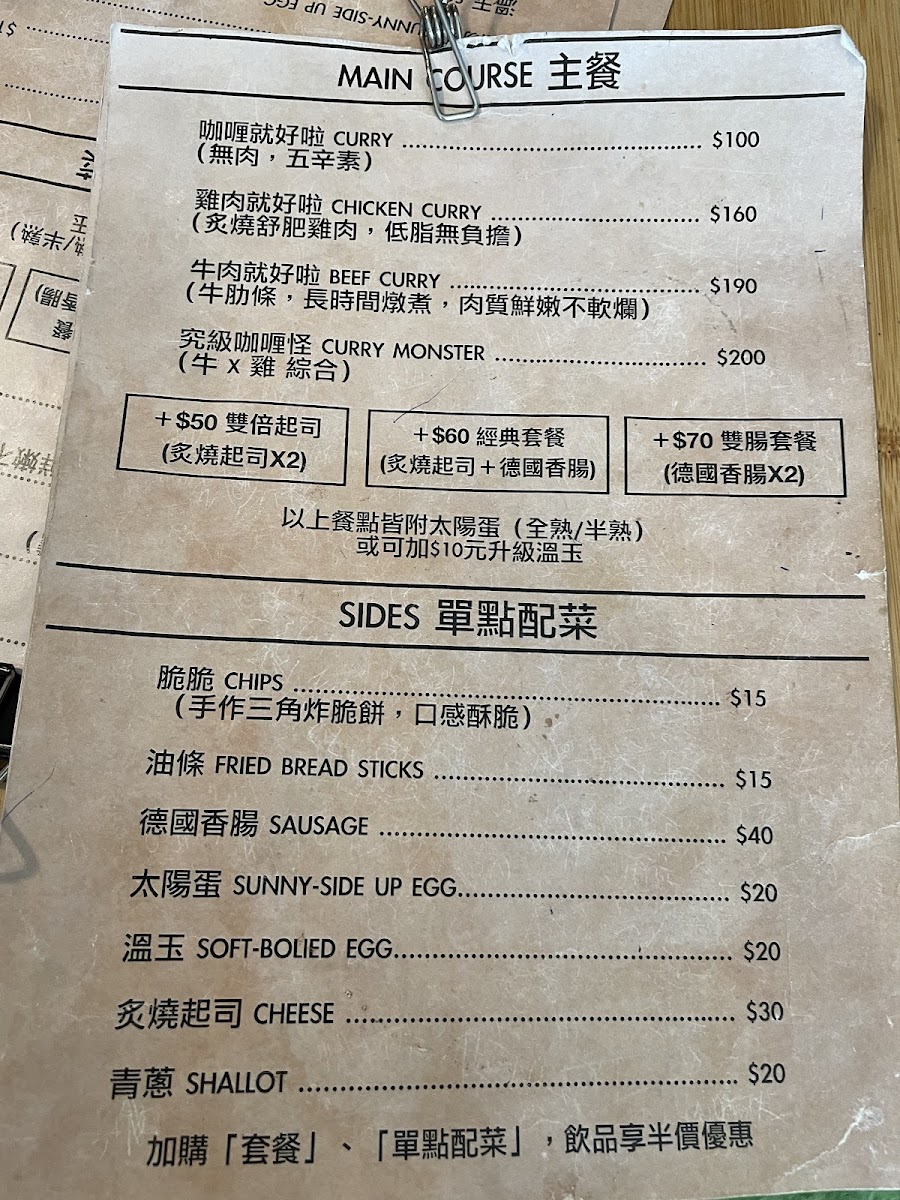 MAIN COURSE 主餐
咖喱就好啦 CURRY ........ $100
(無肉，五辛素)
雞肉就好啦 CHICKEN CURRY ........ $160
(炙燒舒肥雞肉，低脂無負擔)
牛肉就好啦 BEEF CURRY ........ $190
(牛肋條，長時間燉煮，肉質鮮嫩不軟爛)
究級咖喱怪 CURRY MONSTER ........ $200
(牛 X 雞 綜合)
＋$50 雙倍起司
(炙燒起司X2)
＋$60 經典套餐
(炙燒起司＋德國香腸)
＋$70 雙腸套餐
(德國香腸X2)
以上餐點皆附太陽蛋 (全熟/半熟)
或可加$10元升級溫玉
SIDES 單點配菜
脆脆 CHIPS ........ $15
(手作三角炸脆餅，口感酥脆)
油條 FRIED BREAD STICKS ........ $15
德國香腸 SAUSAGE ........ $40
太陽蛋 SUNNY-SIDE UP EGG ........ $20
溫玉 SOFT-BOLIED EGG ........ $20
炙燒起司 CHEESE ........ $30
青蔥 SHALLOT ........ $20
加購「套餐」、「單點配菜」，飲品享半價優惠